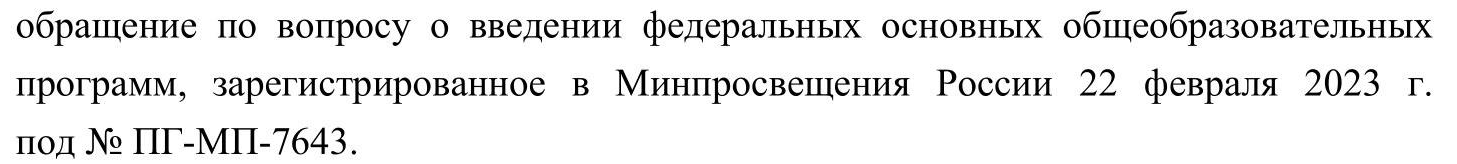 обращение по вопросу о введении федеральных основных общеобразовательных
программ, зарегистрированное в Минпросвещения России 22 февраля 2023 г.
под № ПГ-МП-7643.